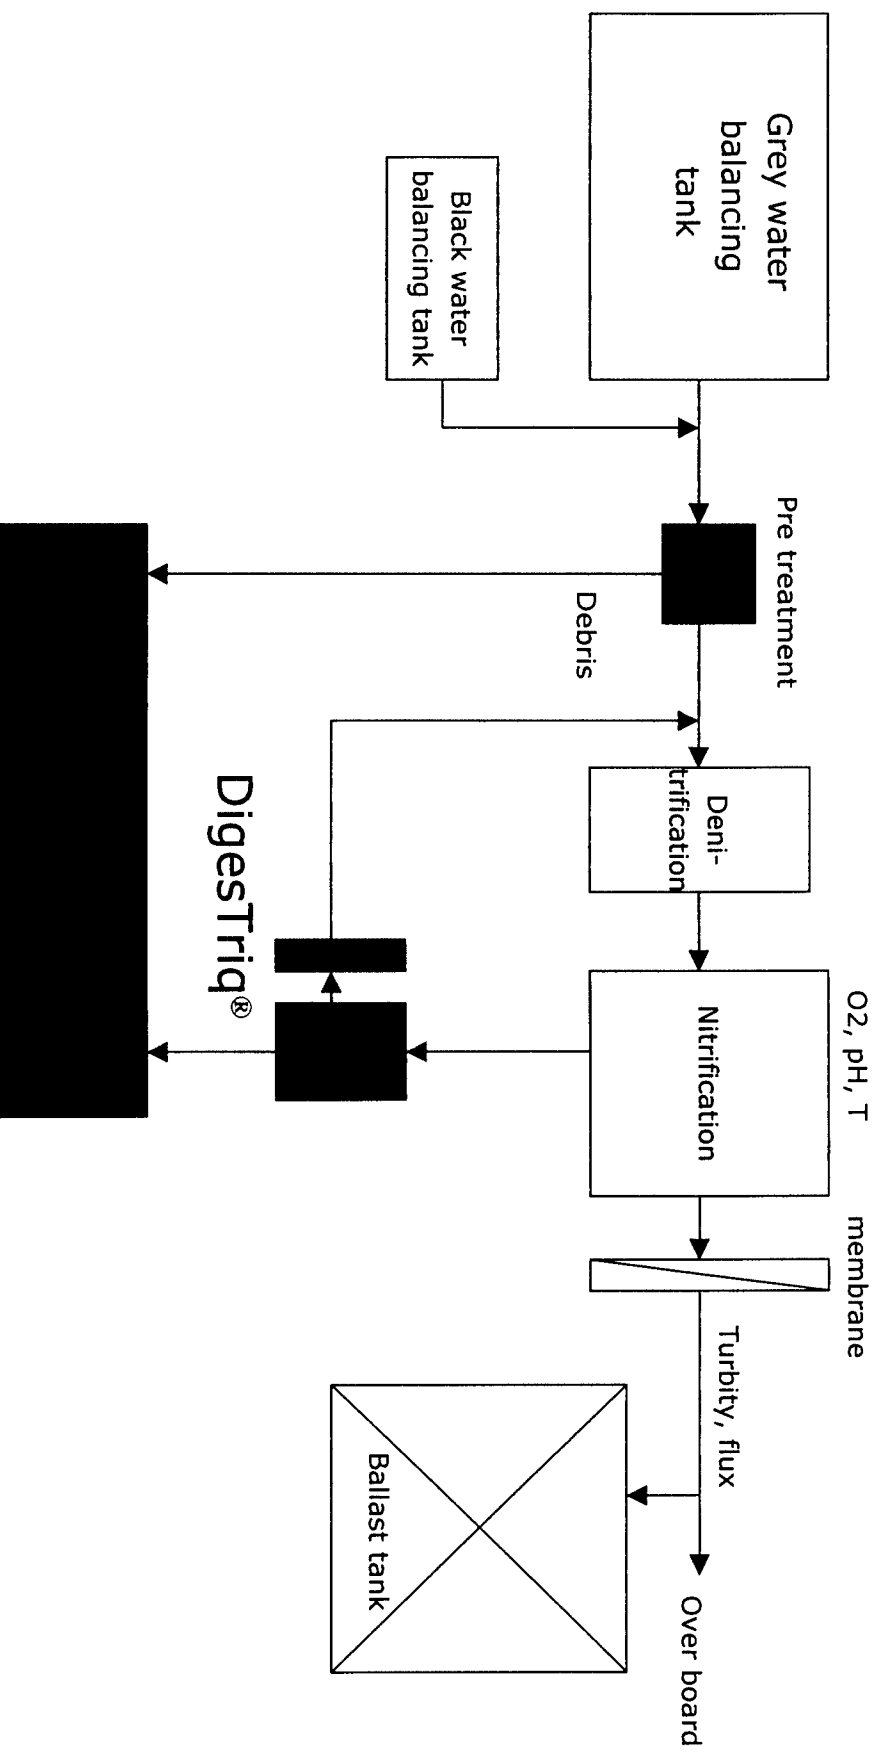 Grey water
balancing
tank
Black water
balancing tank
Pre treatment
Debris
Deni-
trification
DigesTriq®
O2, pH, T
Nitrification
membrane
Turbity, flux
Ballast tank
Over board